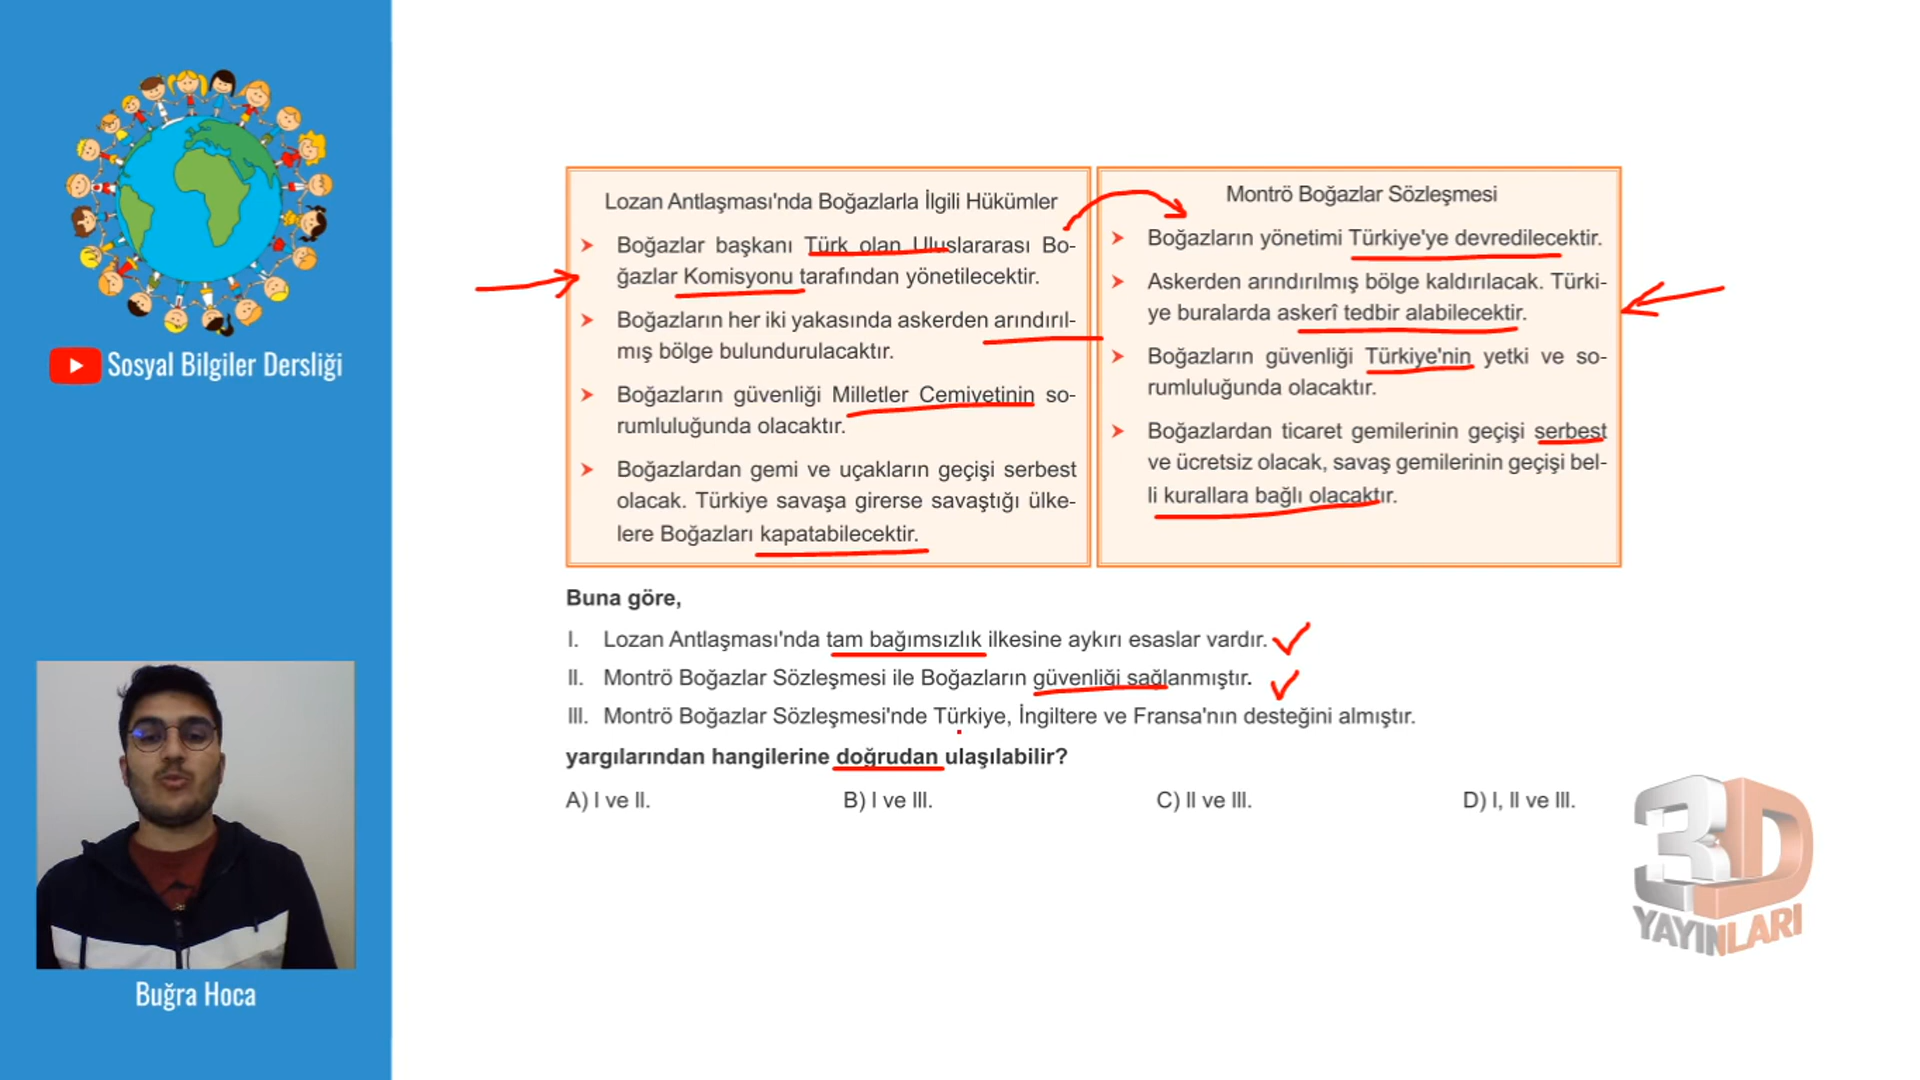 Sosyal Bilgiler Dersliği
Buğra Hoca
Lozan Antlaşması'nda Boğazlarla İlgili Hükümler
Boğazlar başkanı Türk olan Uluslararası Bo-
ğazlar Komisyonu tarafından yönetilecektir.
Boğazların her iki yakasında askerden arındırıl-
mış bölge bulundurulacaktır.
Boğazların güvenliği Milletler Cemiyetinin so-
rumluluğunda olacaktır.
Boğazlardan gemi ve uçakların geçişi serbest
olacak. Türkiye savaşa girerse savaştığı ülke-
lere Boğazları kapatabilecektir.
Montrö Boğazlar Sözleşmesi
Boğazların yönetimi Türkiye'ye devredilecektir.
Askerden arındırılmış bölge kaldırılacak. Türki-
ye buralarda askerî tedbir alabilecektir.
Boğazların güvenliği Türkiye'nin yetki ve so-
rumluluğunda olacaktır.
Boğazlardan ticaret gemilerinin geçişi serbest
ve ücretsiz olacak, savaş gemilerinin geçişi bel-
li kurallara bağlı olacaktır.
Buna göre,
I. Lozan Antlaşması'nda tam bağımsızlık ilkesine aykırı esaslar vardır.
II. Montrö Boğazlar Sözleşmesi ile Boğazların güvenliği sağlanmıştır.
III. Montrö Boğazlar Sözleşmesi'nde Türkiye, İngiltere ve Fransa'nın desteğini almıştır.
yargılarından hangilerine doğrudan ulaşılabilir?
A) I ve II.
B) I ve III.
C) II ve III.
D) I, II ve III.
3D
YAYINLARI